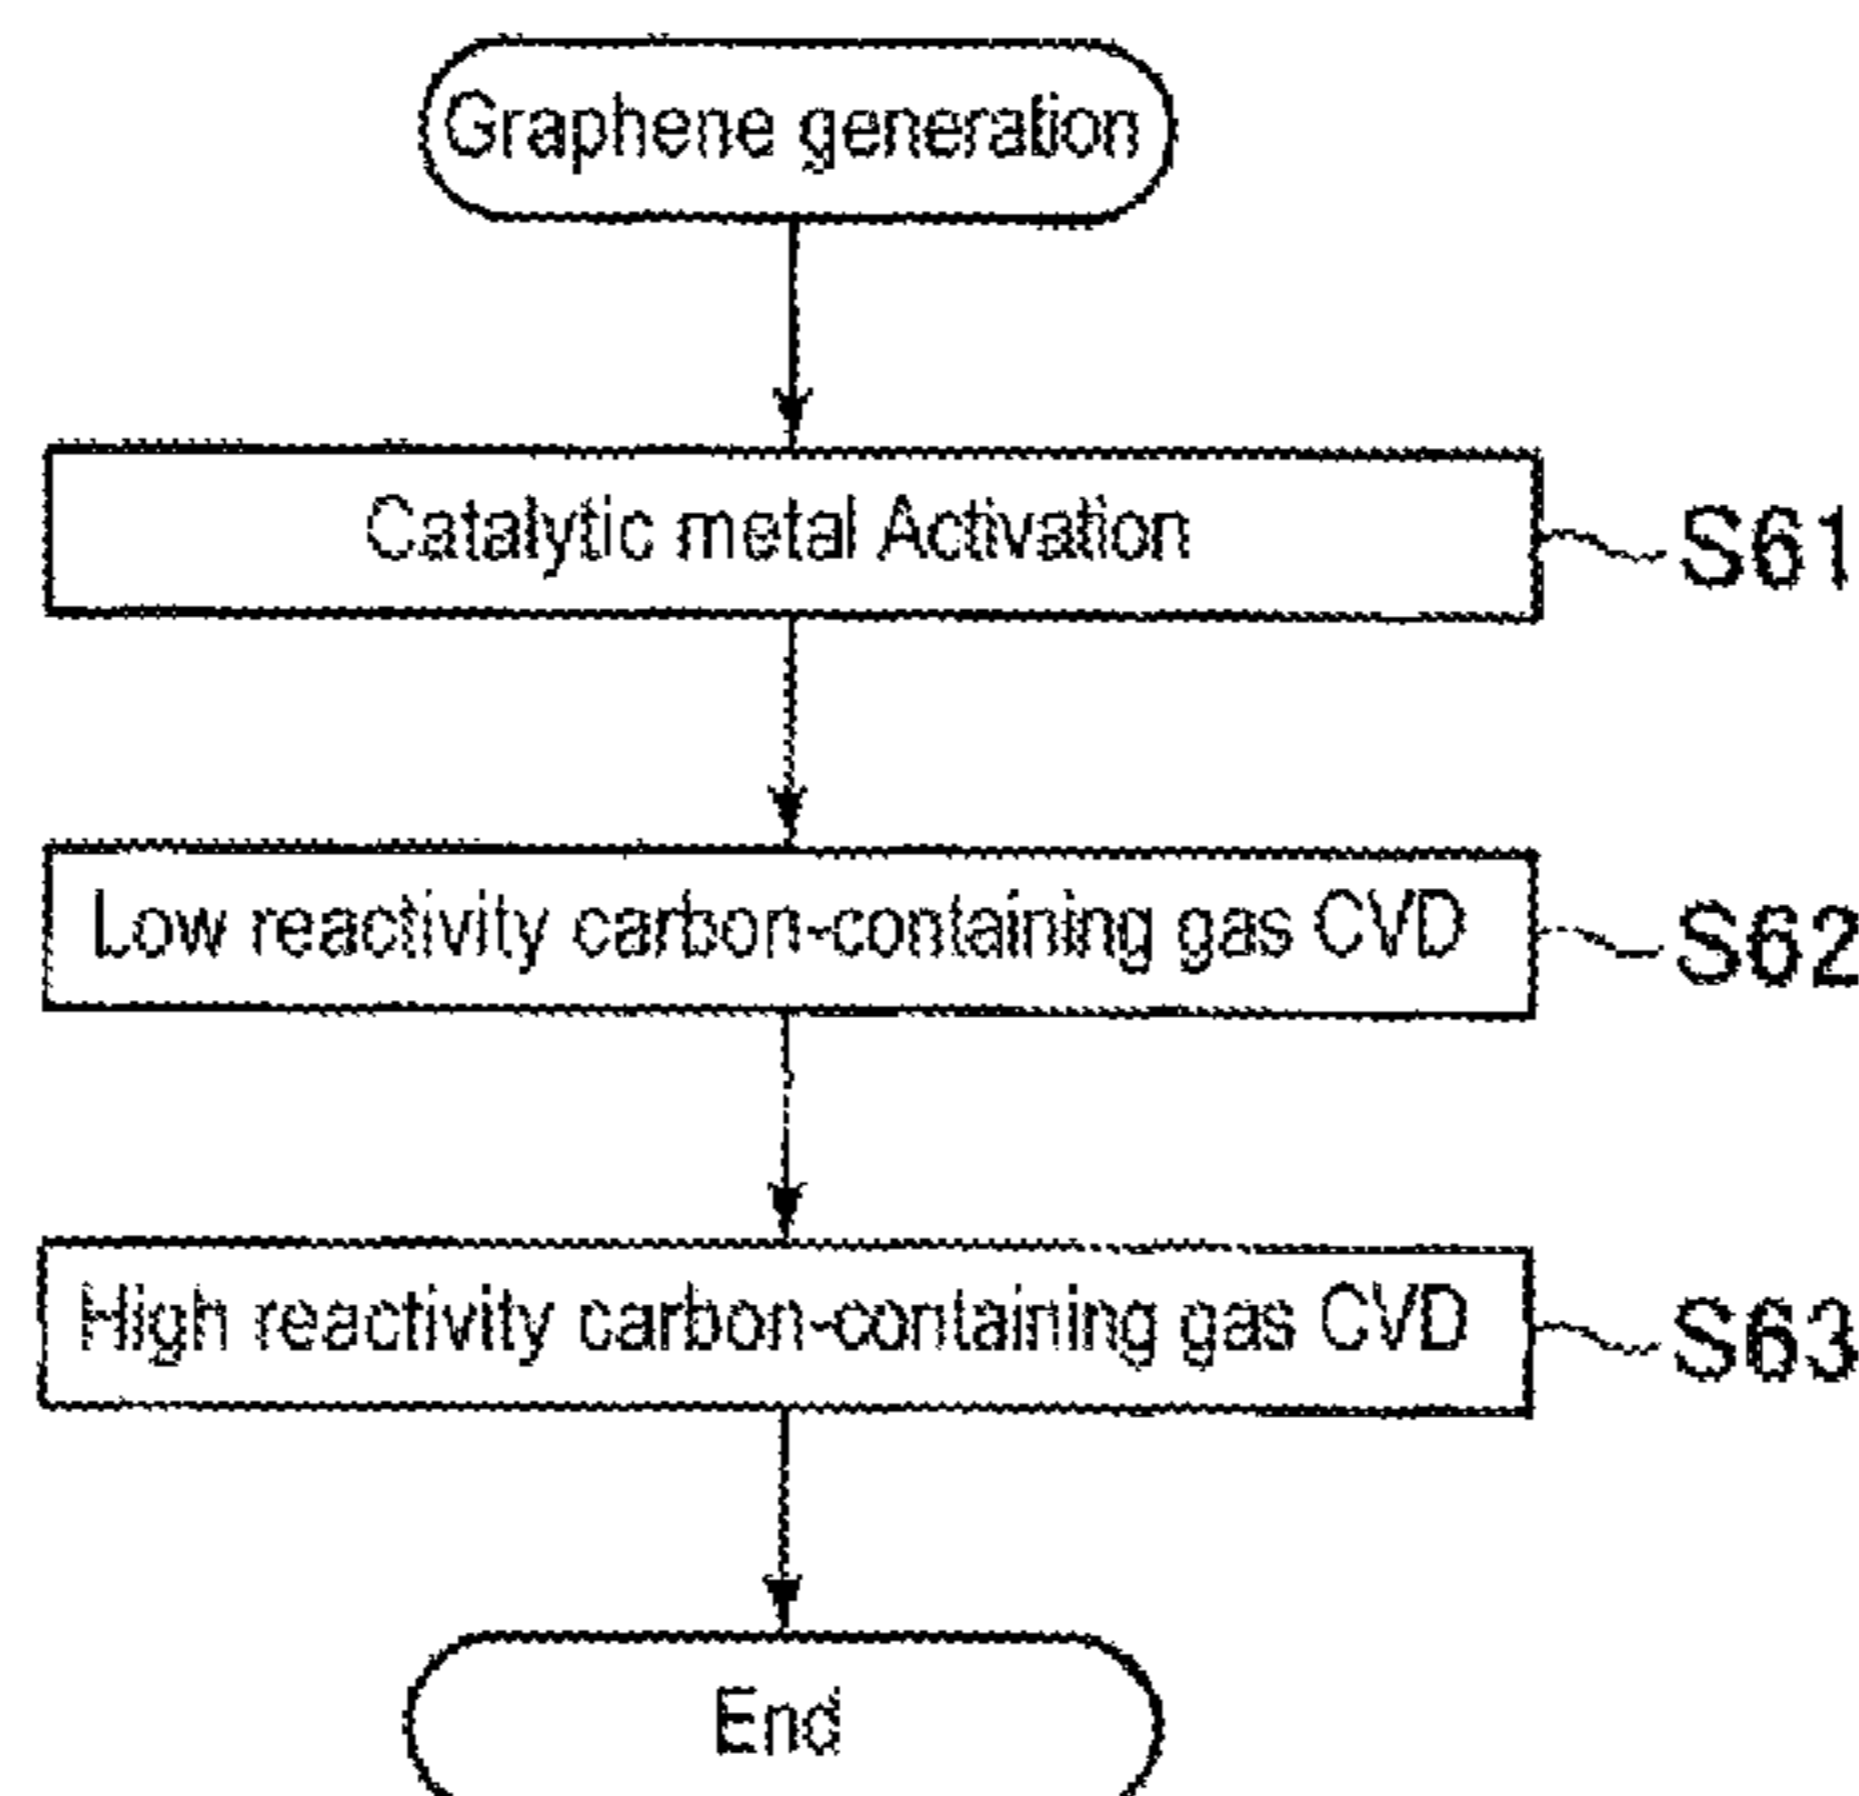 Graphene generation
Catalytic metal Activation
S61
Low reactivity carbon-containing gas CVD
S62
High reactivity carbon-containing gas CVD
S63
End